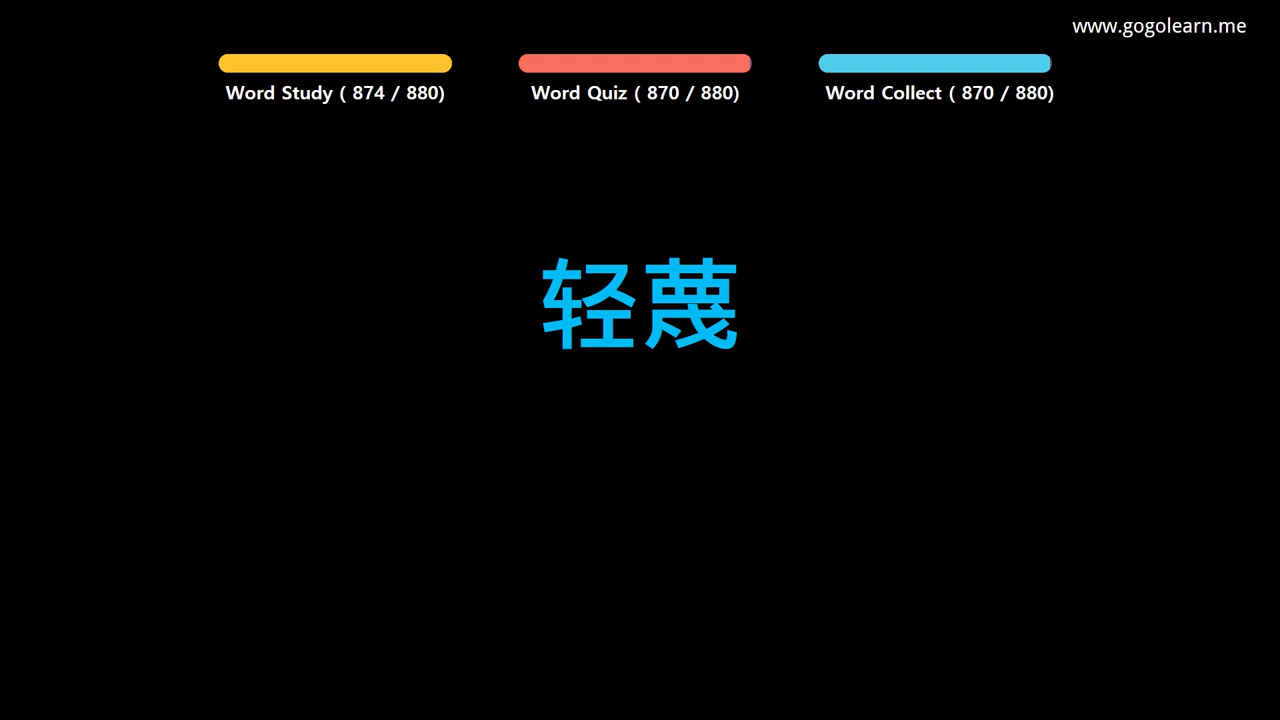 www.gogolearn.me
Word Study ( 874 / 880)
Word Quiz ( 870 / 880)
Word Collect ( 870 / 880)
轻蔑